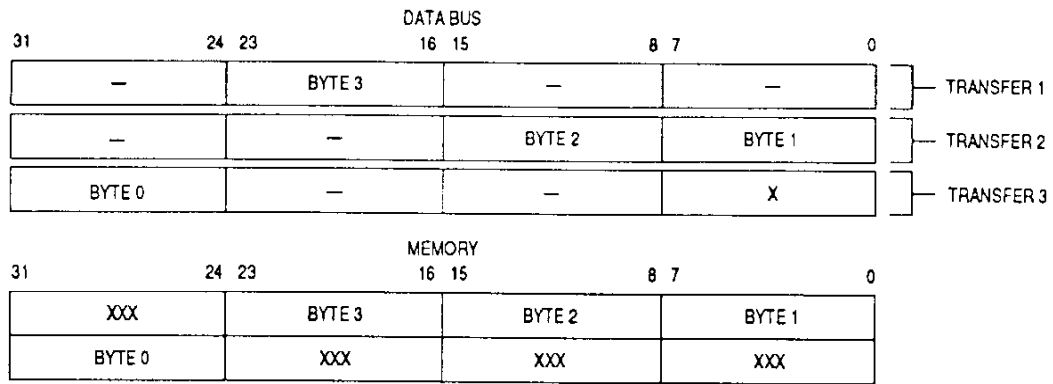 DATA BUS
31 24 23 16 15 8 7 0
— BYTE 3 — — TRANSFER 1
— — BYTE 2 BYTE 1 TRANSFER 2
BYTE 0 — — X TRANSFER 3
MEMORY
31 24 23 16 15 8 7 0
XXX BYTE 3 BYTE 2 BYTE 1
BYTE 0 XXX XXX XXX